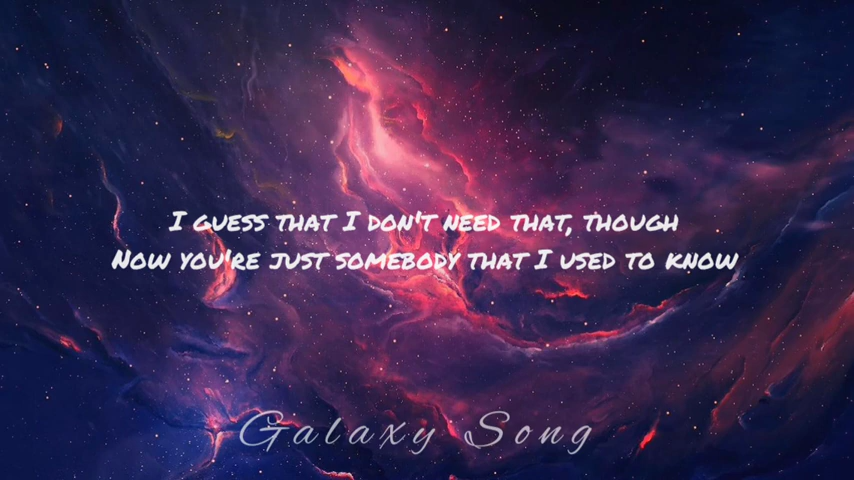 I guess that I don't need that, though
Now you're just somebody that I used to know
Galaxy Song